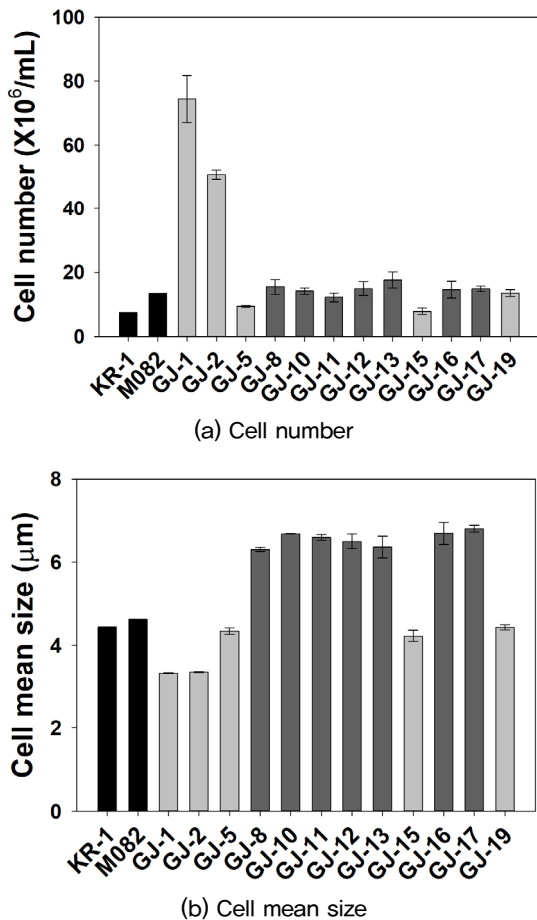 100
80
60
40
20
0
Cell number (X10⁶/mL)
KR-1 M082 GJ-1 GJ-2 GJ-5 GJ-8 GJ-10 GJ-11 GJ-12 GJ-13 GJ-15 GJ-16 GJ-17 GJ-19
(a) Cell number
8
6
4
2
0
Cell mean size (μm)
KR-1 M082 GJ-1 GJ-2 GJ-5 GJ-8 GJ-10 GJ-11 GJ-12 GJ-13 GJ-15 GJ-16 GJ-17 GJ-19
(b) Cell mean size